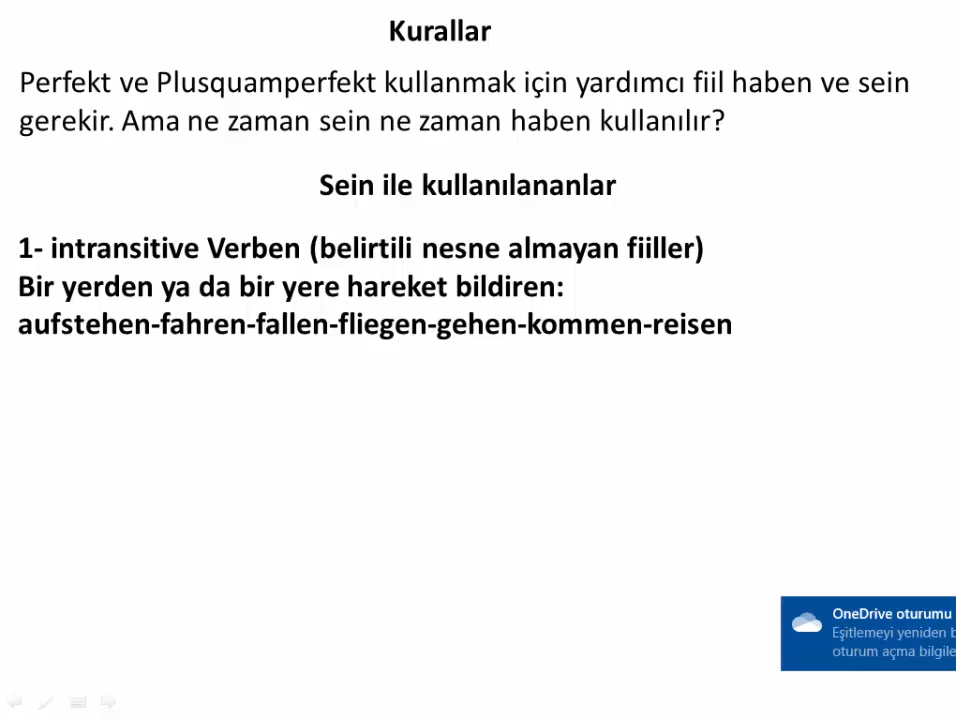 Kurallar
Perfekt ve Plusquamperfekt kullanmak için yardımcı fiil haben ve sein
gerekir. Ama ne zaman sein ne zaman haben kullanılır?
Sein ile kullanılananlar
1- intransitive Verben (belirtili nesne almayan fiiller)
Bir yerden ya da bir yere hareket bildiren:
aufstehen-fahren-fallen-fliegen-gehen-kommen-reisen
OneDrive oturumu
Eşitlemeyi yeniden b
oturum açma bilgile